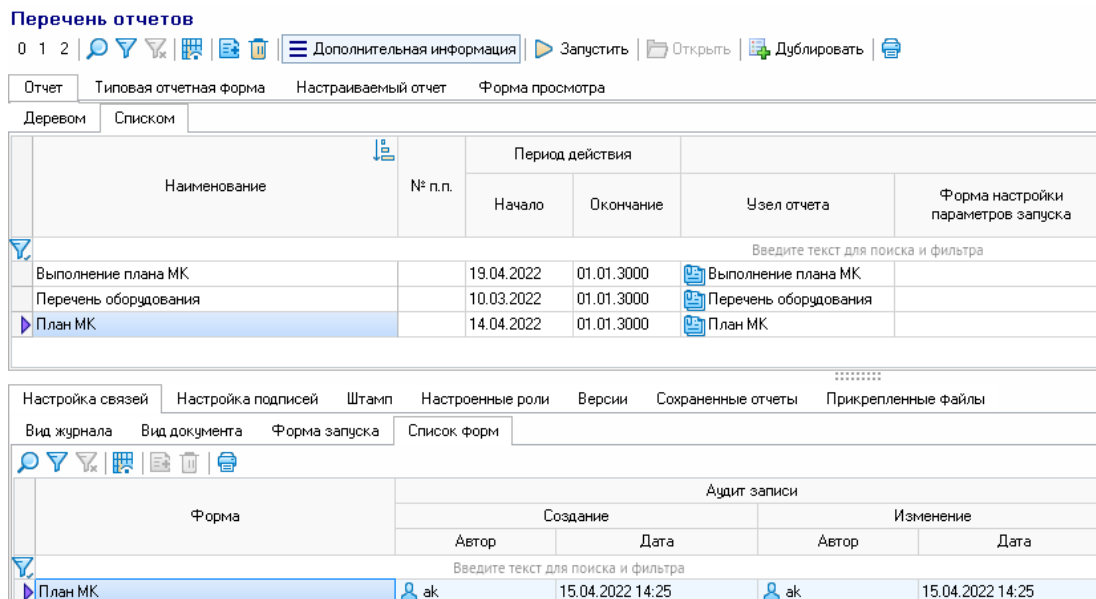 Перечень отчетов
0 1 2 Дополнительная информация Запустить Открыть Дублировать
Отчет Типовая отчетная форма Настраиваемый отчет Форма просмотра
Деревом Списком
Наименование № п.п. Период действия
Начало Окончание Узел отчета Форма настройки
параметров запуска
Введите текст для поиска и фильтра
Выполнение плана МК 19.04.2022 01.01.3000 Выполнение плана МК
Перечень оборудования 10.03.2022 01.01.3000 Перечень оборудования
План МК 14.04.2022 01.01.3000 План МК
Настройка связей Настройка подписей Штамп Настроенные роли Версии Сохраненные отчеты Прикрепленные файлы
Вид журнала Вид документа Форма запуска Список форм
Форма Аудит записи
Создание Изменение
Автор Дата Автор Дата
Введите текст для поиска и фильтра
План МК ak 15.04.2022 14:25 ak 15.04.2022 14:25